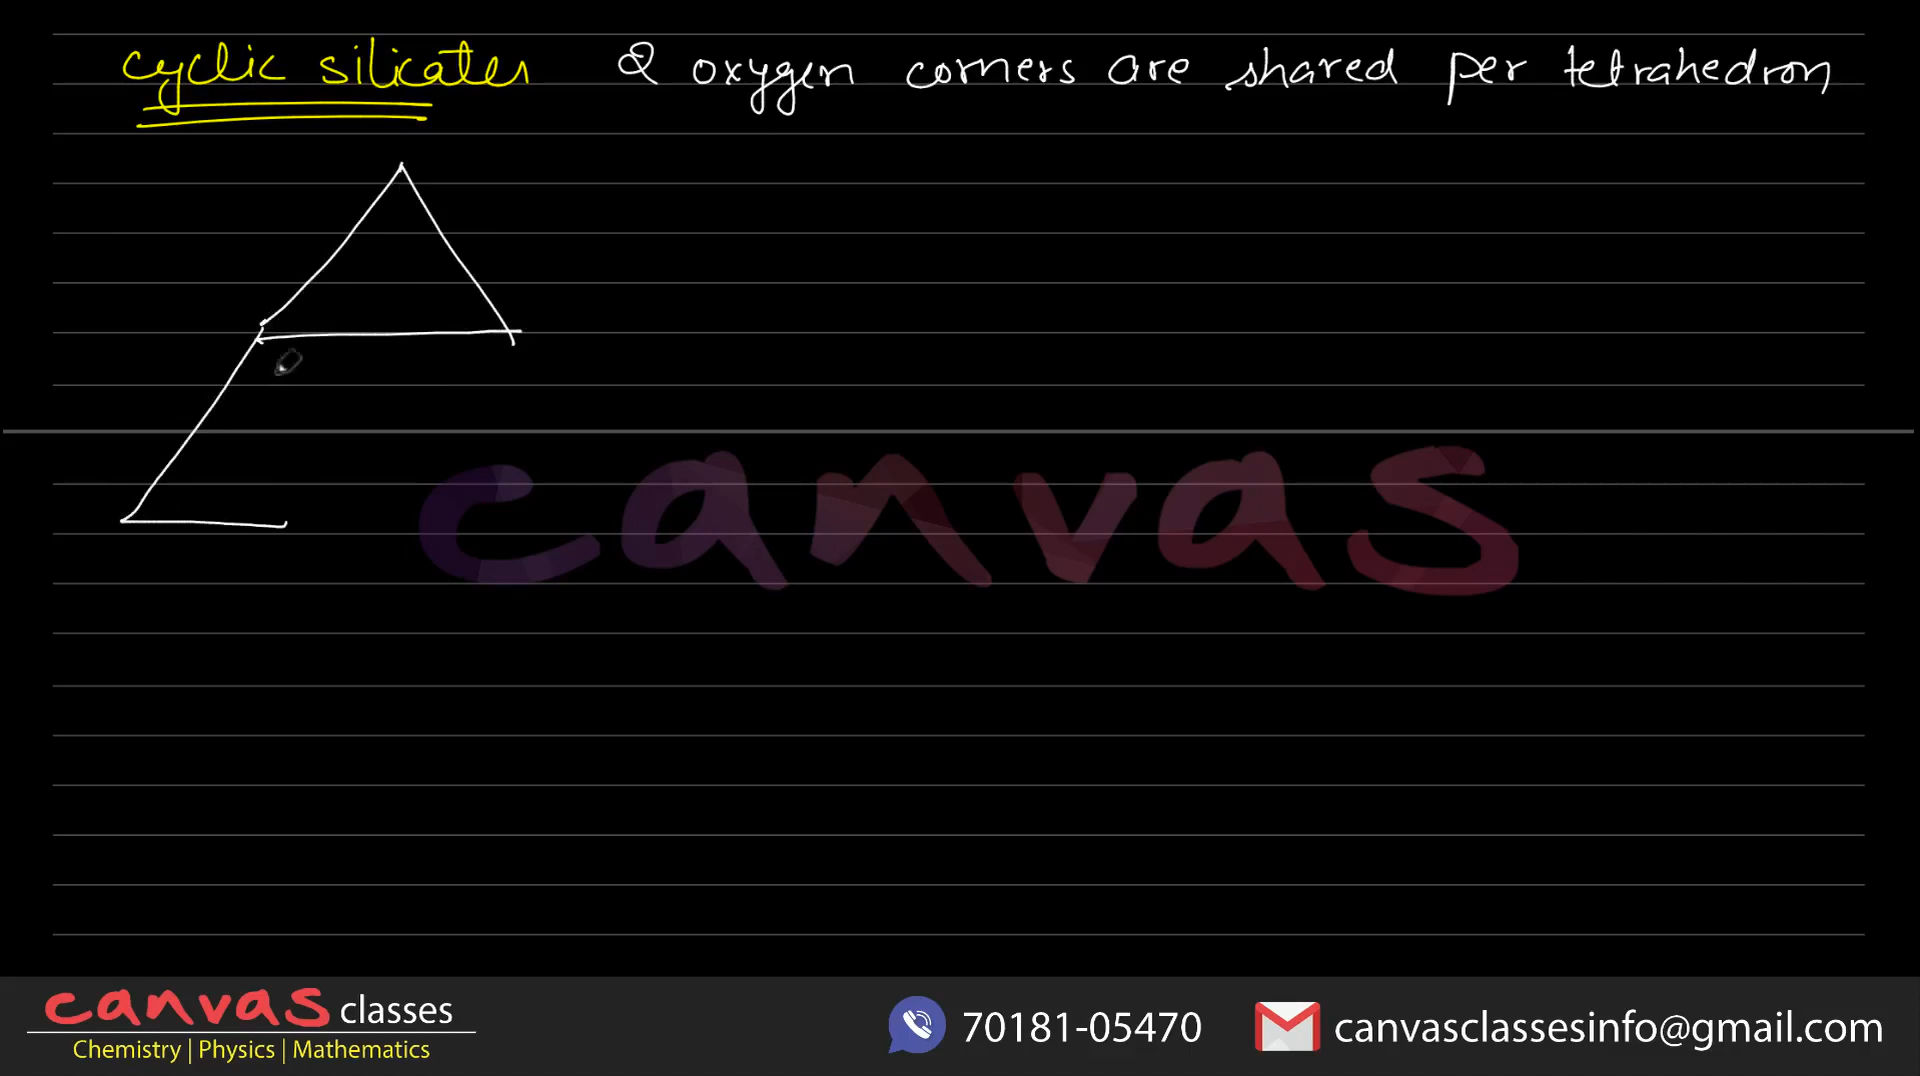 cyclic silicates 2 oxygen corners are shared per tetrahedron
canvas
canvas classes
Chemistry | Physics | Mathematics
70181-05470
canvasclassesinfo@gmail.com